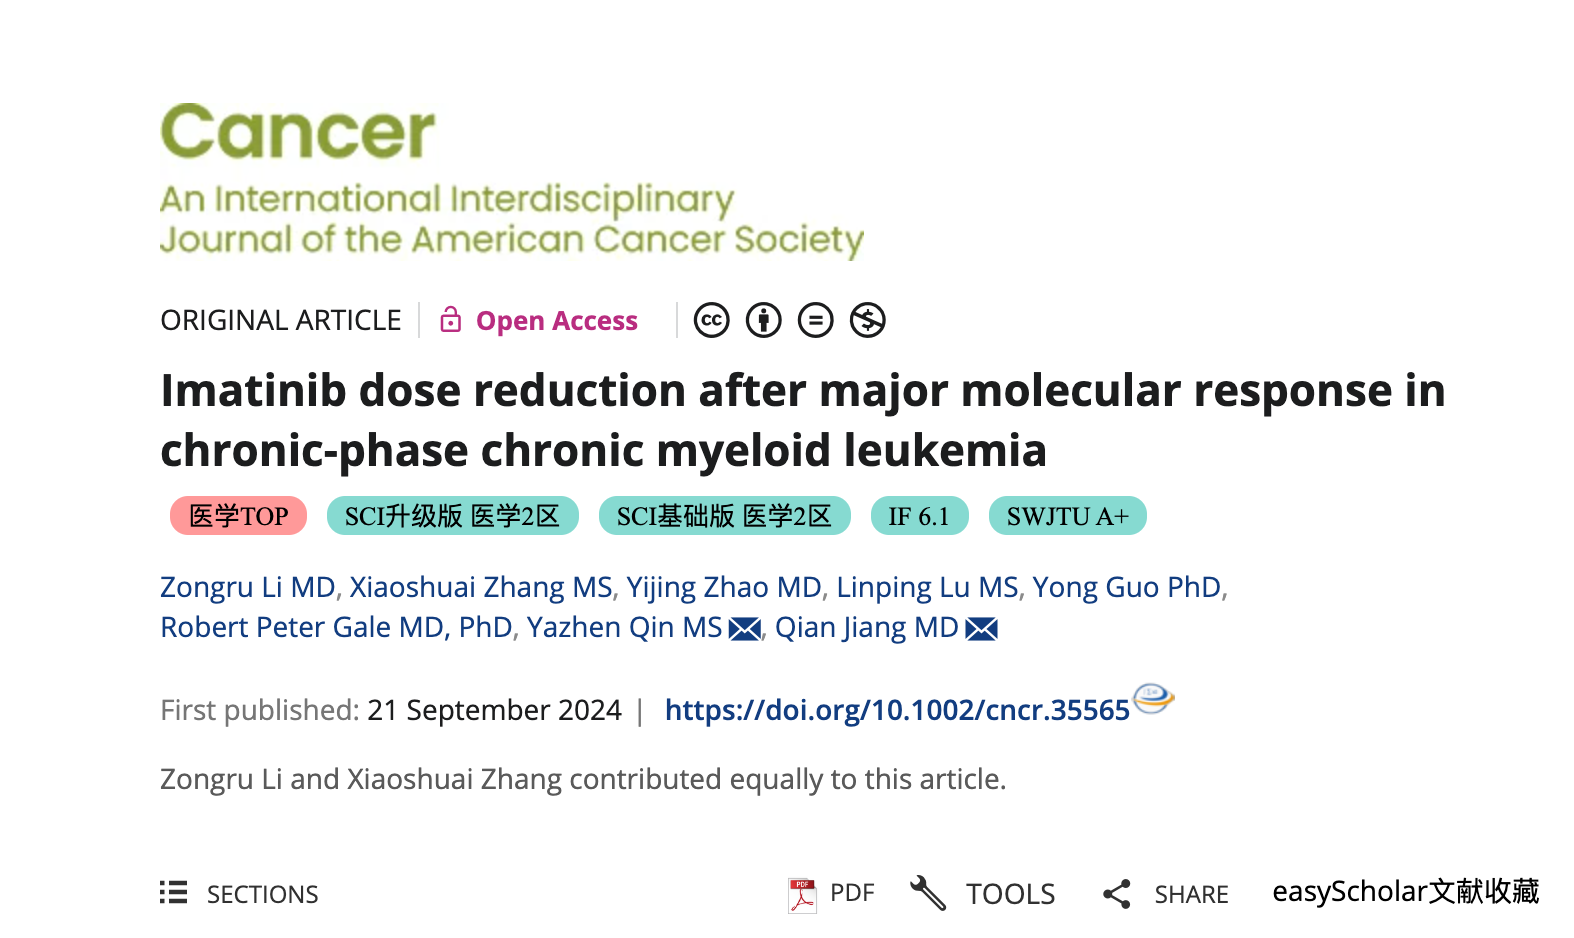 Cancer
An International Interdisciplinary
Journal of the American Cancer Society
ORIGINAL ARTICLE Open Access cc = $
Imatinib dose reduction after major molecular response in
chronic-phase chronic myeloid leukemia
医学TOP SCI升级版 医学2区 SCI基础版 医学2区 IF 6.1 SWJTU A+
Zongru Li MD, Xiaoshuai Zhang MS, Yijing Zhao MD, Linping Lu MS, Yong Guo PhD,
Robert Peter Gale MD, PhD, Yazhen Qin MS, Qian Jiang MD
First published: 21 September 2024 | https://doi.org/10.1002/cncr.35565
Zongru Li and Xiaoshuai Zhang contributed equally to this article.
SECTIONS PDF PDF TOOLS SHARE easyScholar文献收藏